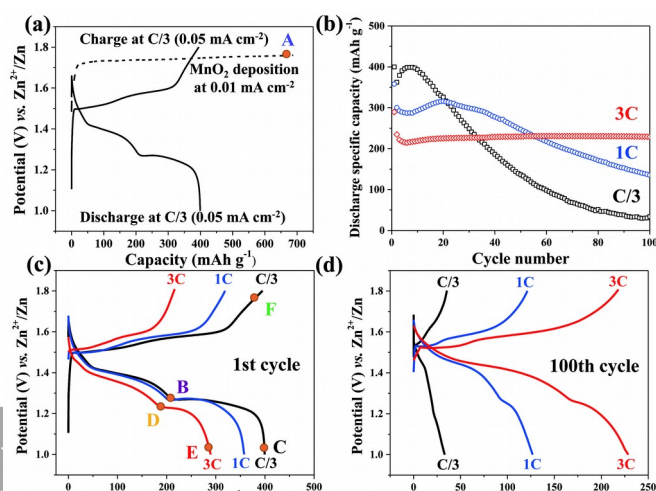 (a)
Charge at C/3 (0.05 mA cm⁻²)
A
MnO₂ deposition
at 0.01 mA cm⁻²
Discharge at C/3 (0.05 mA cm⁻²)
Potential (V) vs. Zn²⁺/Zn
1.8
1.6
1.4
1.2
1.0
0 100 200 300 400 500 600 700
Capacity (mAh g⁻¹)
(b)
Discharge specific capacity (mAh g⁻¹)
500
400
300
200
100
0
3C
1C
C/3
0 20 40 60 80 100
Cycle number
(c)
Potential (V) vs. Zn²⁺/Zn
1.8
1.6
1.4
1.2
1.0
3C 1C C/3
F
1st cycle
B
D
E
C
3C 1C C/3
0 100 200 300 400 500
(d)
Potential (V) vs. Zn²⁺/Zn
1.8
1.6
1.4
1.2
1.0
C/3 1C 3C
100th cycle
C/3 1C 3C
0 50 100 150 200 250